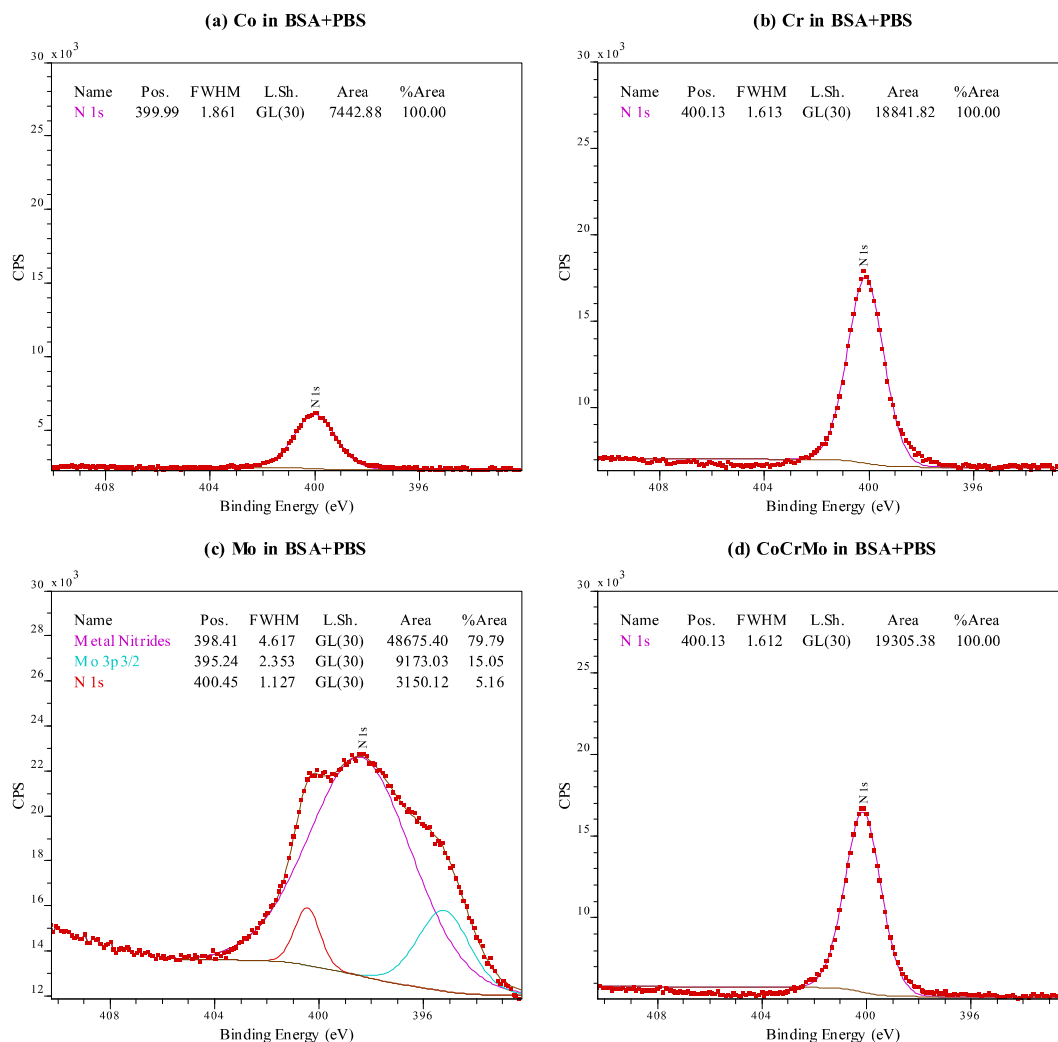 (a) Co in BSA+PBS
30 x 10³
Name Pos. FWHM L.Sh. Area %Area
N 1s 399.99 1.861 GL(30) 7442.88 100.00
25
20
15
10
5
CPS
N 1s
408 404 400 396
Binding Energy (eV)
(b) Cr in BSA+PBS
30 x 10³
Name Pos. FWHM L.Sh. Area %Area
N 1s 400.13 1.613 GL(30) 18841.82 100.00
25
20
15
10
CPS
N 1s
408 404 400 396
Binding Energy (eV)
(c) Mo in BSA+PBS
30 x 10³
Name Pos. FWHM L.Sh. Area %Area
Metal Nitrides 398.41 4.617 GL(30) 48675.40 79.79
Mo 3p3/2 395.24 2.353 GL(30) 9173.03 15.05
N 1s 400.45 1.127 GL(30) 3150.12 5.16
28
26
24
22
20
18
16
14
12
CPS
N 1s
408 404 400 396
Binding Energy (eV)
(d) CoCrMo in BSA+PBS
30 x 10³
Name Pos. FWHM L.Sh. Area %Area
N 1s 400.13 1.612 GL(30) 19305.38 100.00
25
20
15
10
CPS
N 1s
408 404 400 396
Binding Energy (eV)